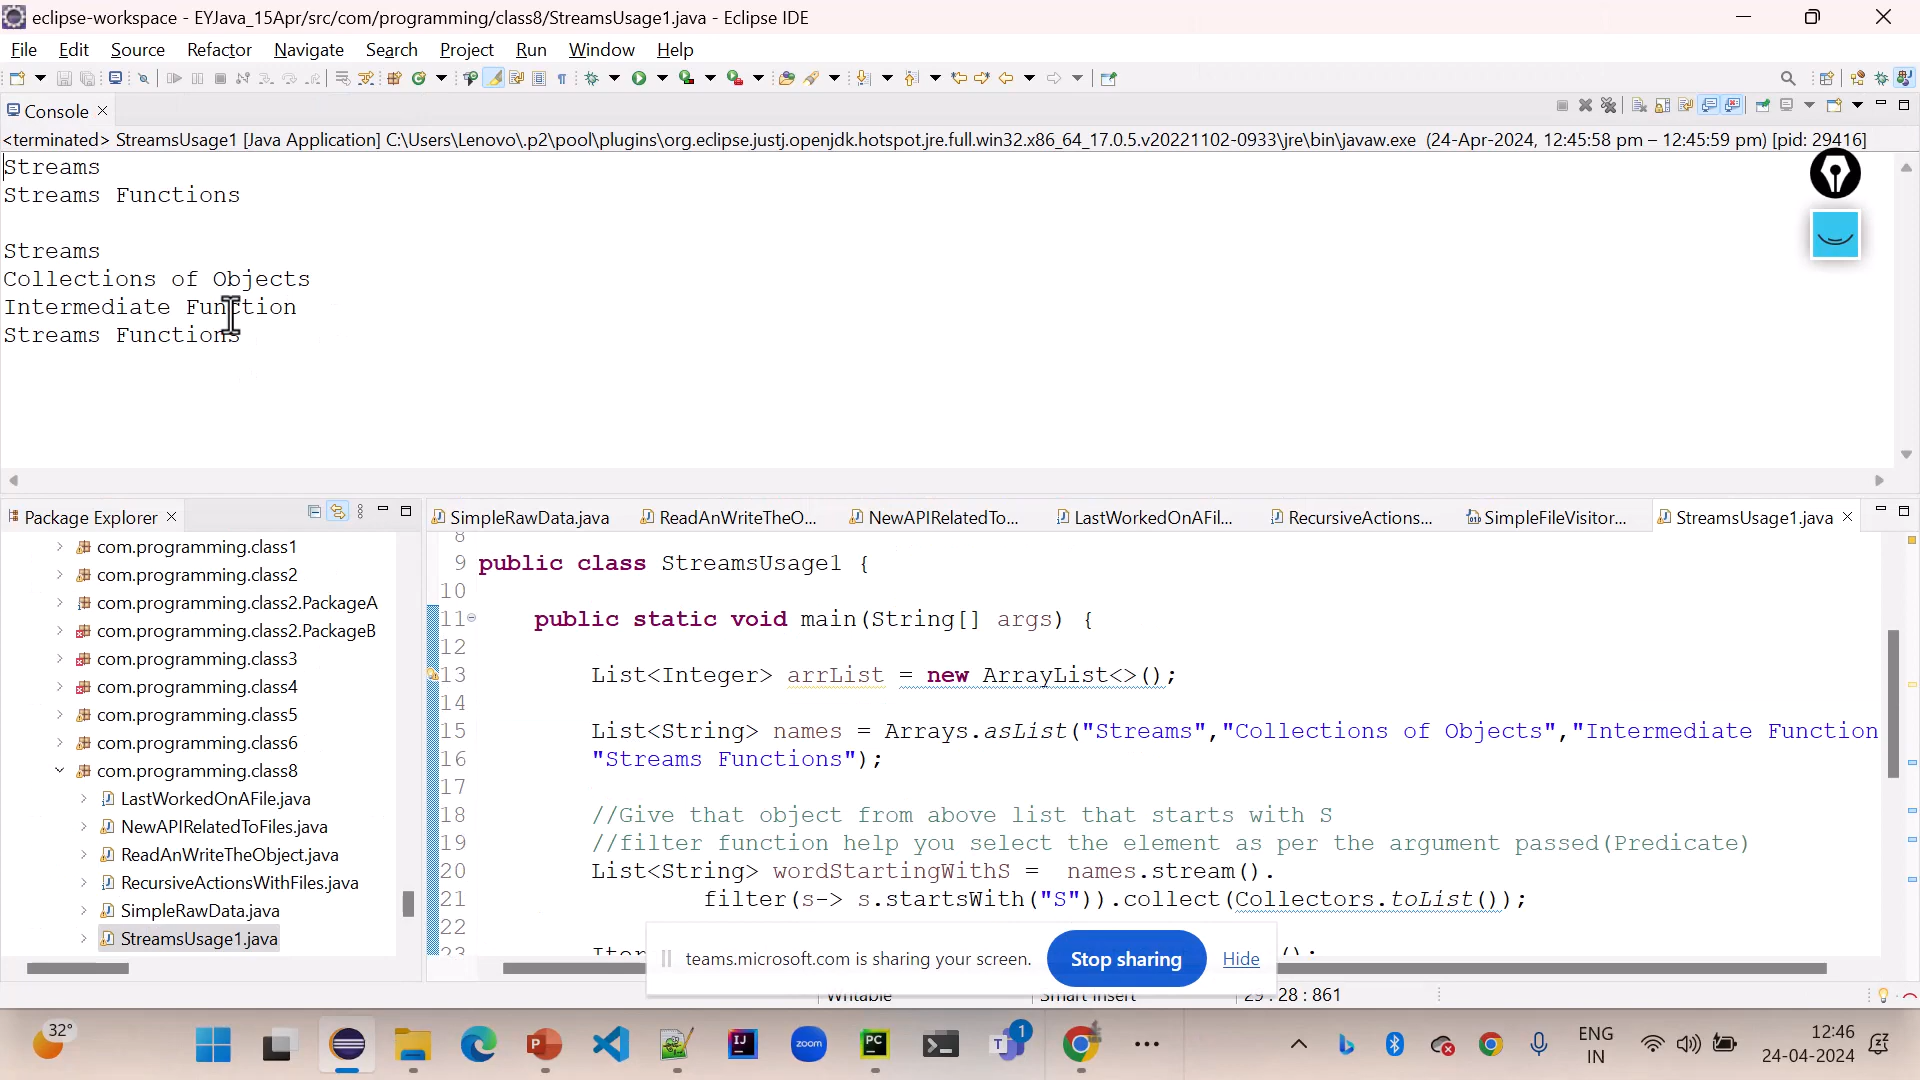 eclipse-workspace - EYJava_15Apr/src/com/programming/class8/StreamsUsage1.java - Eclipse IDE
File Edit Source Refactor Navigate Search Project Run Window Help
Console
<terminated> StreamsUsage1 [Java Application] C:\Users\Lenovo\.p2\pool\plugins\org.eclipse.justj.openjdk.hotspot.jre.full.win32.x86_64_17.0.5.v20221102-0933\jre\bin\javaw.exe (24-Apr-2024, 12:45:58 pm – 12:45:59 pm) [pid: 29416]
Streams
Streams Functions
Streams
Collections of Objects
Intermediate Function
Streams Functions
Package Explorer
com.programming.class1
com.programming.class2
com.programming.class2.PackageA
com.programming.class2.PackageB
com.programming.class3
com.programming.class4
com.programming.class5
com.programming.class6
com.programming.class8
LastWorkedOnAFile.java
NewAPIRelatedToFiles.java
ReadAnWriteTheObject.java
RecursiveActionsWithFiles.java
SimpleRawData.java
StreamsUsage1.java
SimpleRawData.java ReadAnWriteTheO... NewAPIRelatedTo... LastWorkedOnAFil... RecursiveActions... SimpleFileVisitor... StreamsUsage1.java
8
9 public class StreamsUsage1 {
10
11 public static void main(String[] args) {
12
13 List<Integer> arrList = new ArrayList<>();
14
15 List<String> names = Arrays.asList("Streams","Collections of Objects","Intermediate Function
16 "Streams Functions");
17
18 //Give that object from above list that starts with S
19 //filter function help you select the element as per the argument passed(Predicate)
20 List<String> wordStartingWithS = names.stream().
21 filter(s-> s.startsWith("S")).collect(Collectors.toList());
22
23
teams.microsoft.com is sharing your screen. Stop sharing Hide
Writable Smart Insert 29 : 28 : 861
32°
zoom
1
ENG
IN
12:46
24-04-2024